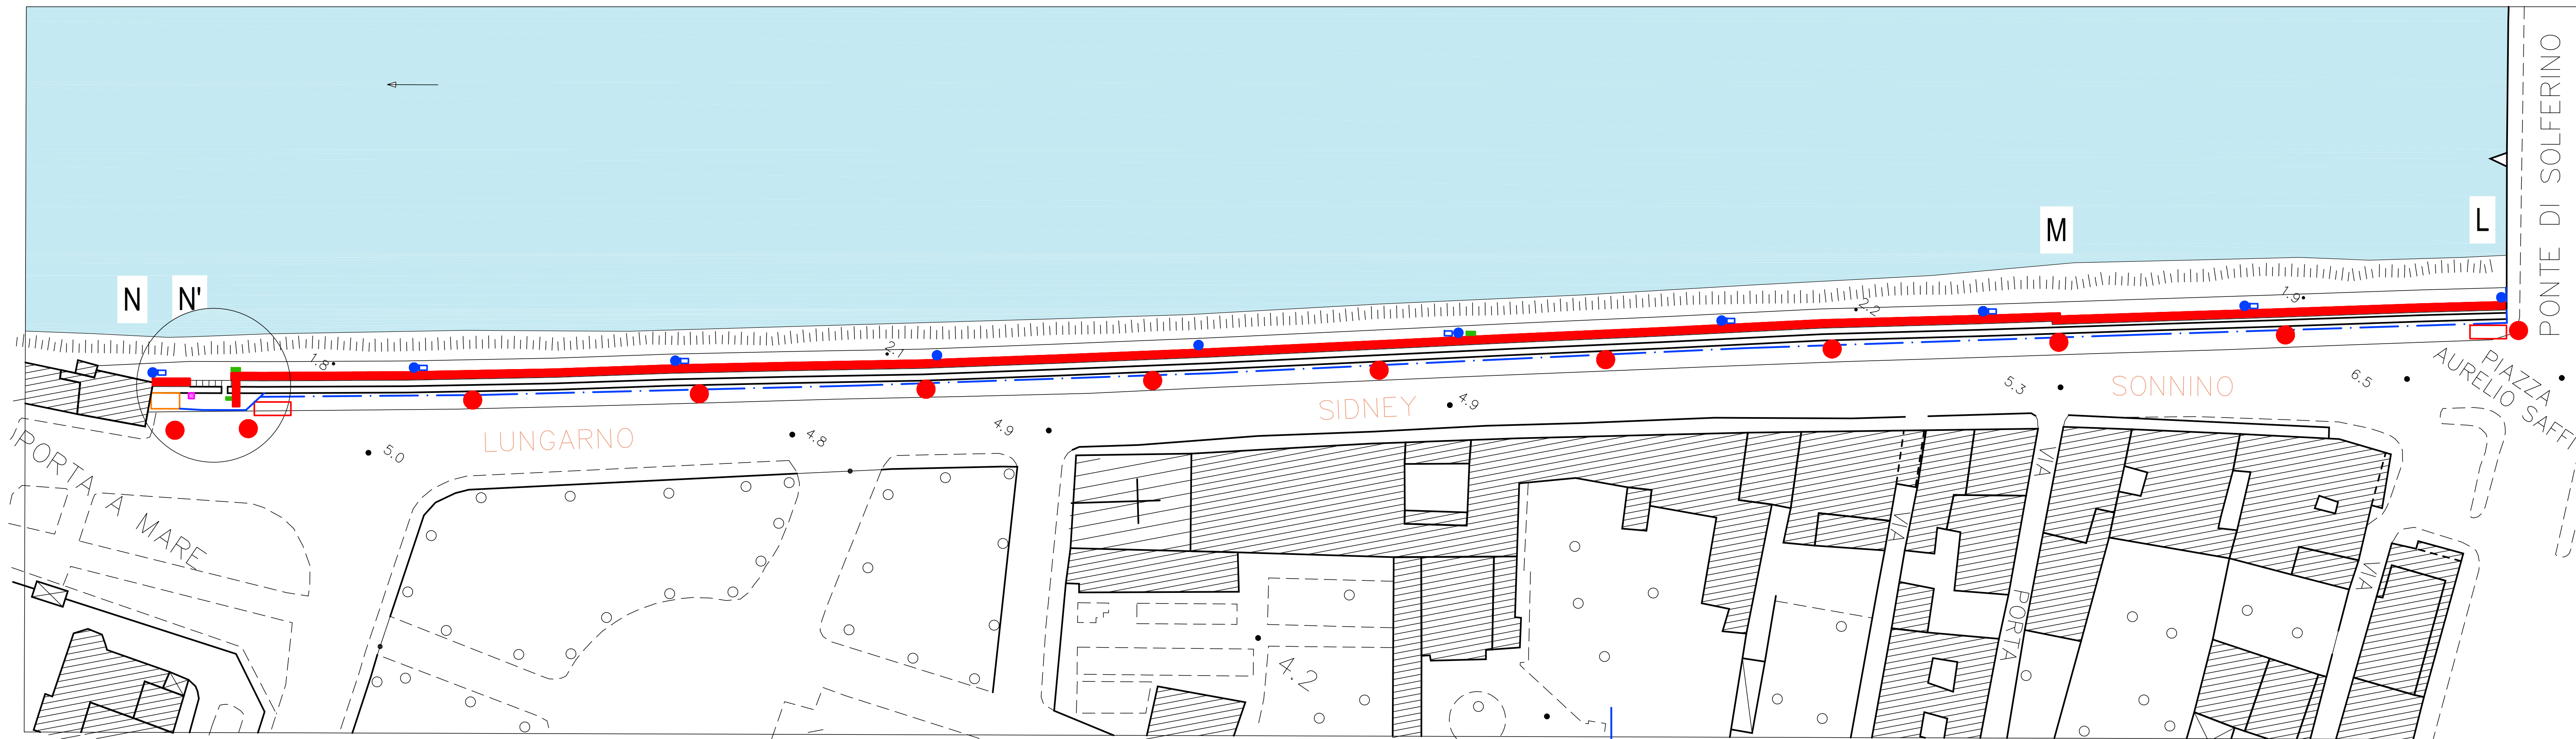 PONTE DI SOLFERINO
L
M
N
N'
1.8
2.7
2.2
1.9
PIAZZA
AURELIO SAFFI
6.5
5.3
SONNINO
SIDNEY
4.9
LUNGARNO
4.8
4.9
5.0
PORTA A MARE
VIA
VIA
VIA
PORTA
4.2